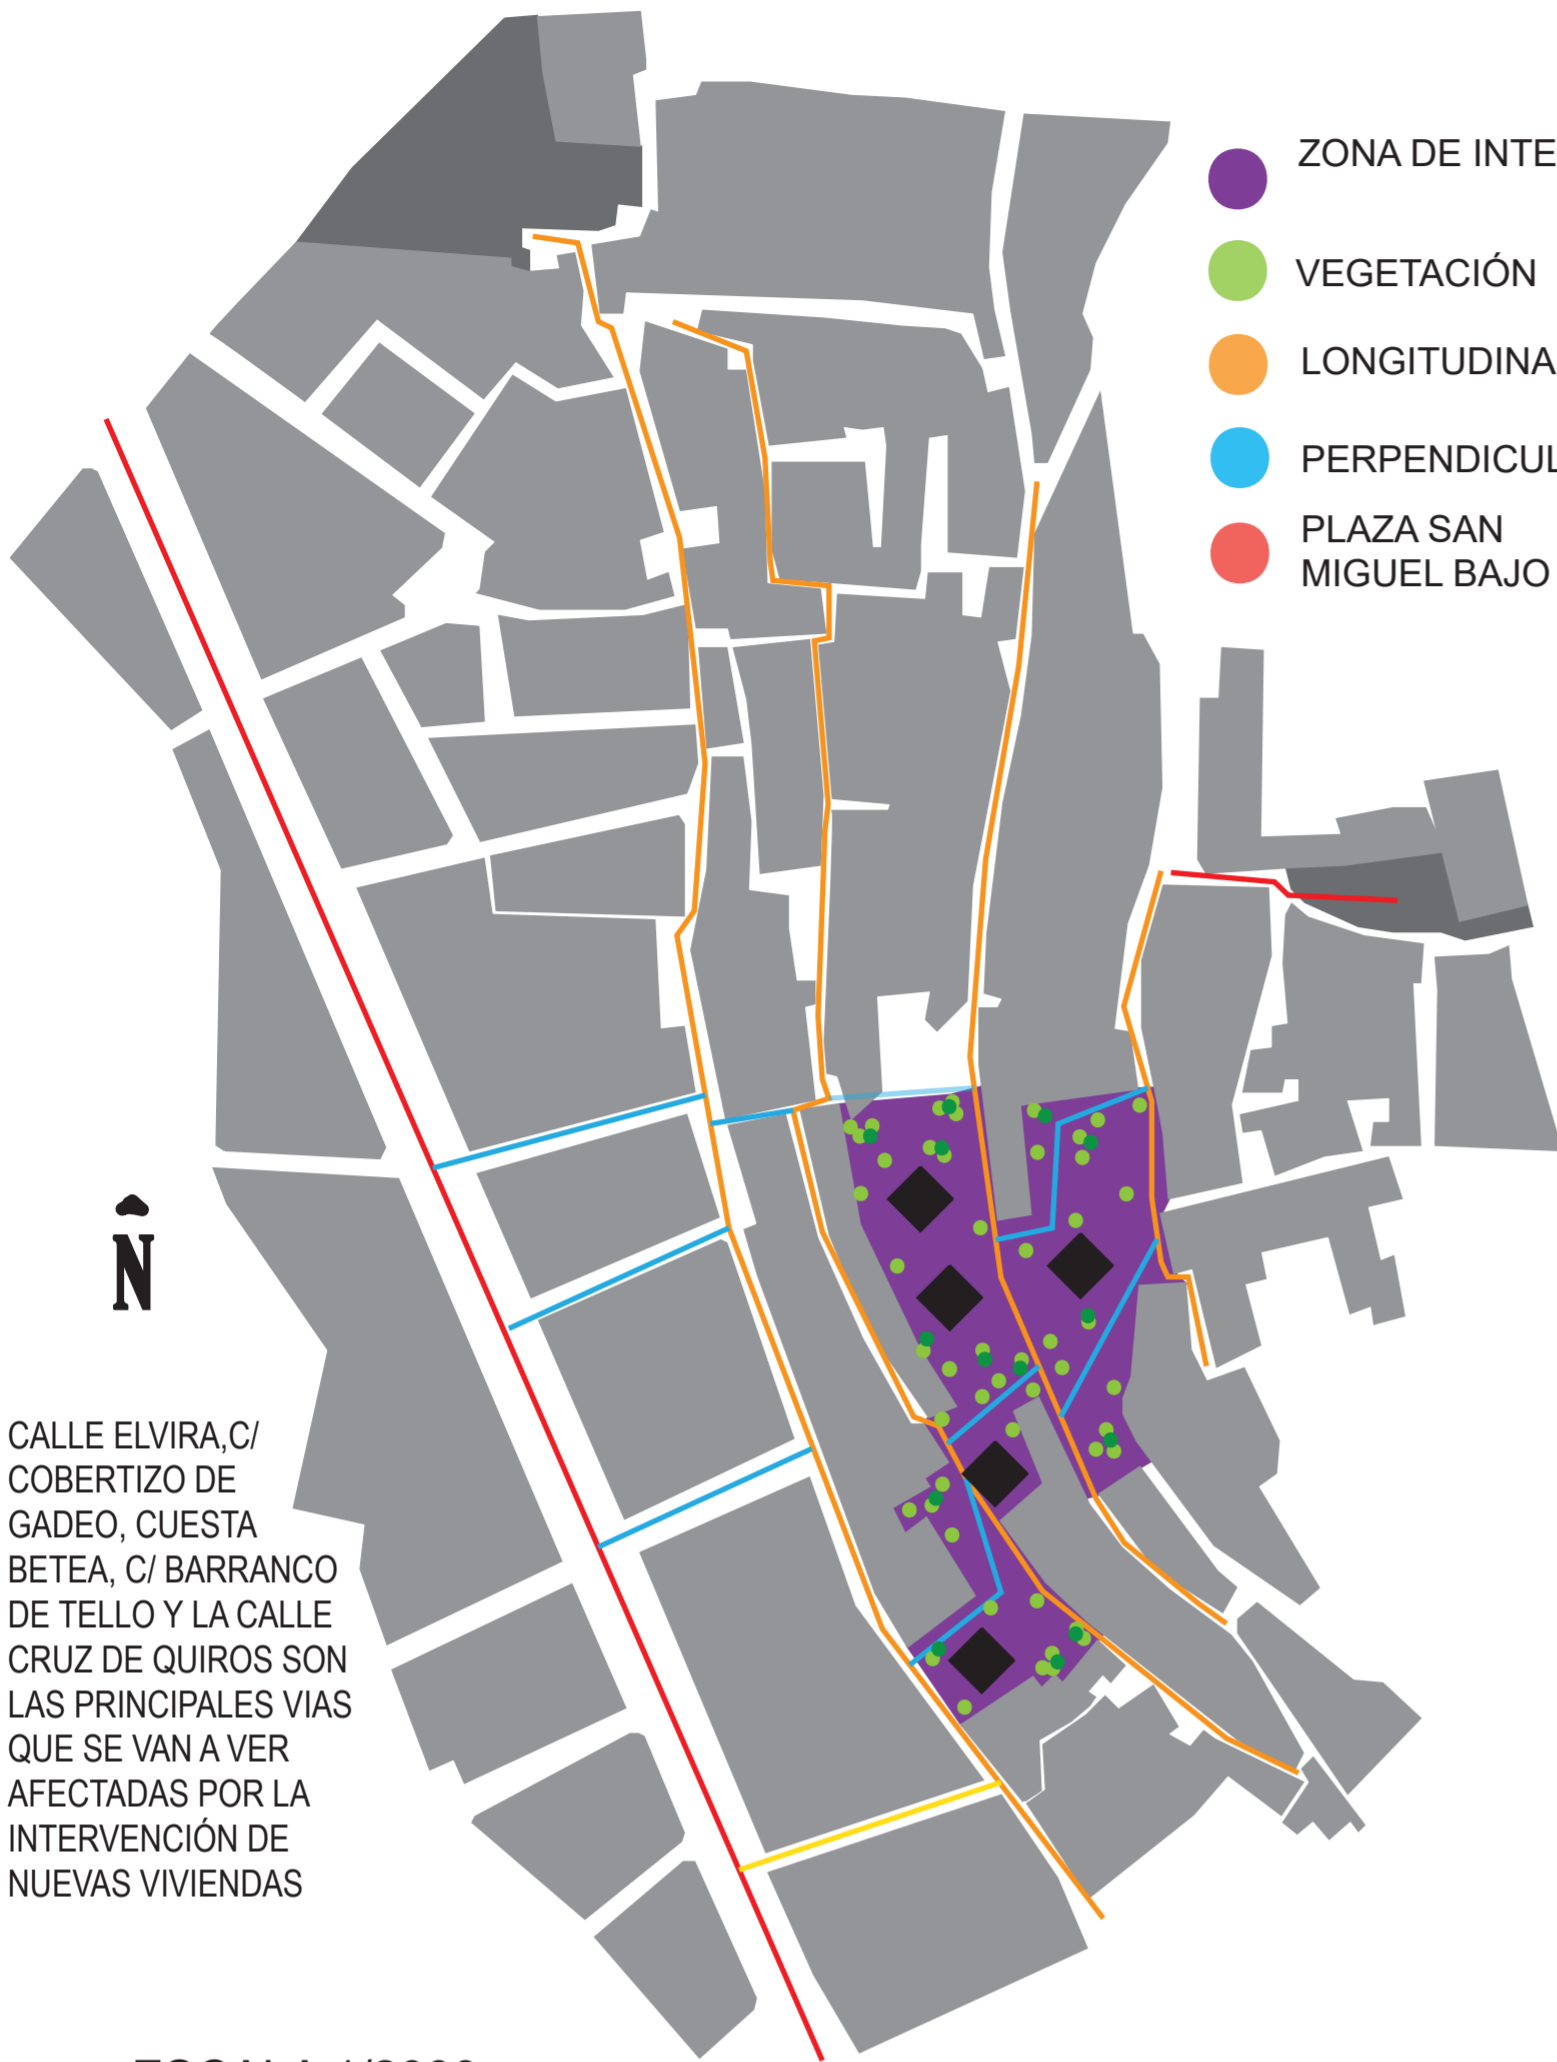 ZONA DE INTE
VEGETACIÓN
LONGITUDINA
PERPENDICUL
PLAZA SAN
MIGUEL BAJO
N
CALLE ELVIRA,C/
COBERTIZO DE
GADEO, CUESTA
BETEA, C/ BARRANCO
DE TELLO Y LA CALLE
CRUZ DE QUIROS SON
LAS PRINCIPALES VIAS
QUE SE VAN A VER
AFECTADAS POR LA
INTERVENCIÓN DE
NUEVAS VIVIENDAS
ESCALA